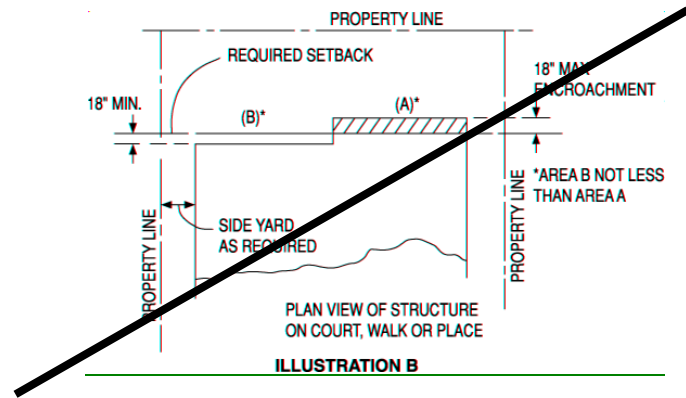 PROPERTY LINE
REQUIRED SETBACK
18" MIN.
(B)*
(A)*
18" MAX
ENCROACHMENT
*AREA B NOT LESS
THAN AREA A
SIDE YARD
AS REQUIRED
PROPERTY LINE
PROPERTY LINE
PLAN VIEW OF STRUCTURE
ON COURT, WALK OR PLACE
ILLUSTRATION B